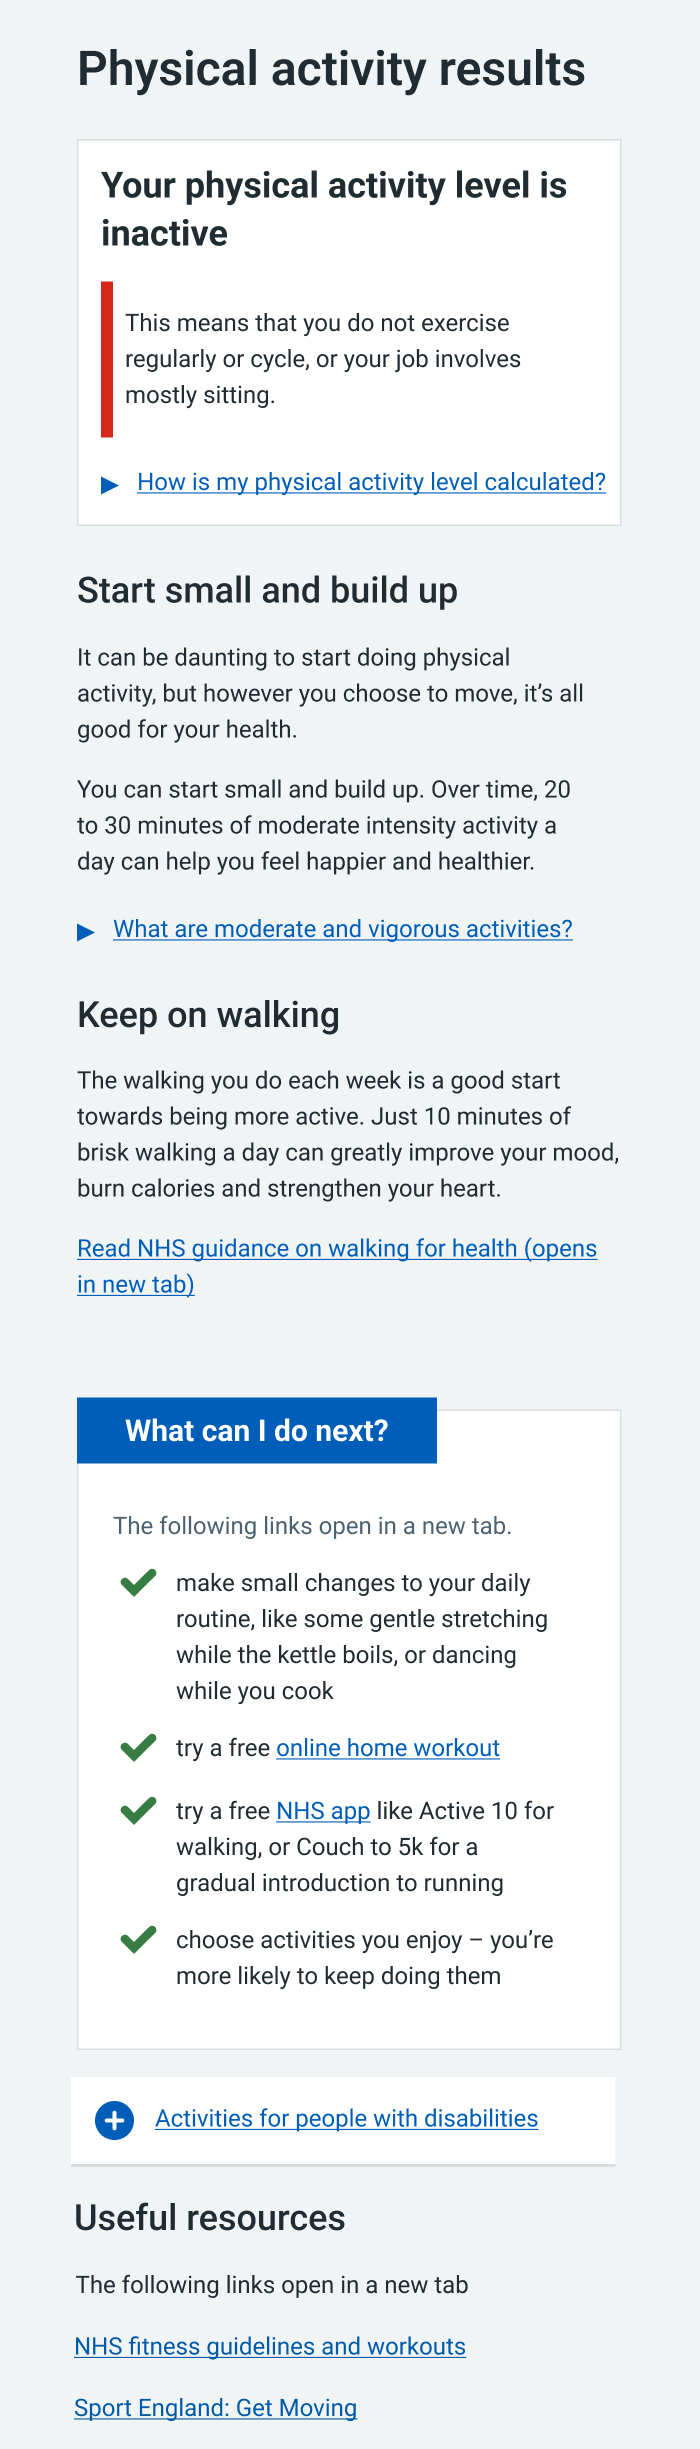 Physical activity results
Your physical activity level is
inactive
This means that you do not exercise
regularly or cycle, or your job involves
mostly sitting.
How is my physical activity level calculated?
Start small and build up
It can be daunting to start doing physical
activity, but however you choose to move, it’s all
good for your health.
You can start small and build up. Over time, 20
to 30 minutes of moderate intensity activity a
day can help you feel happier and healthier.
What are moderate and vigorous activities?
Keep on walking
The walking you do each week is a good start
towards being more active. Just 10 minutes of
brisk walking a day can greatly improve your mood,
burn calories and strengthen your heart.
Read NHS guidance on walking for health (opens
in new tab)
What can I do next?
The following links open in a new tab.
make small changes to your daily
routine, like some gentle stretching
while the kettle boils, or dancing
while you cook
try a free online home workout
try a free NHS app like Active 10 for
walking, or Couch to 5k for a
gradual introduction to running
choose activities you enjoy – you’re
more likely to keep doing them
Activities for people with disabilities
Useful resources
The following links open in a new tab
NHS fitness guidelines and workouts
Sport England: Get Moving